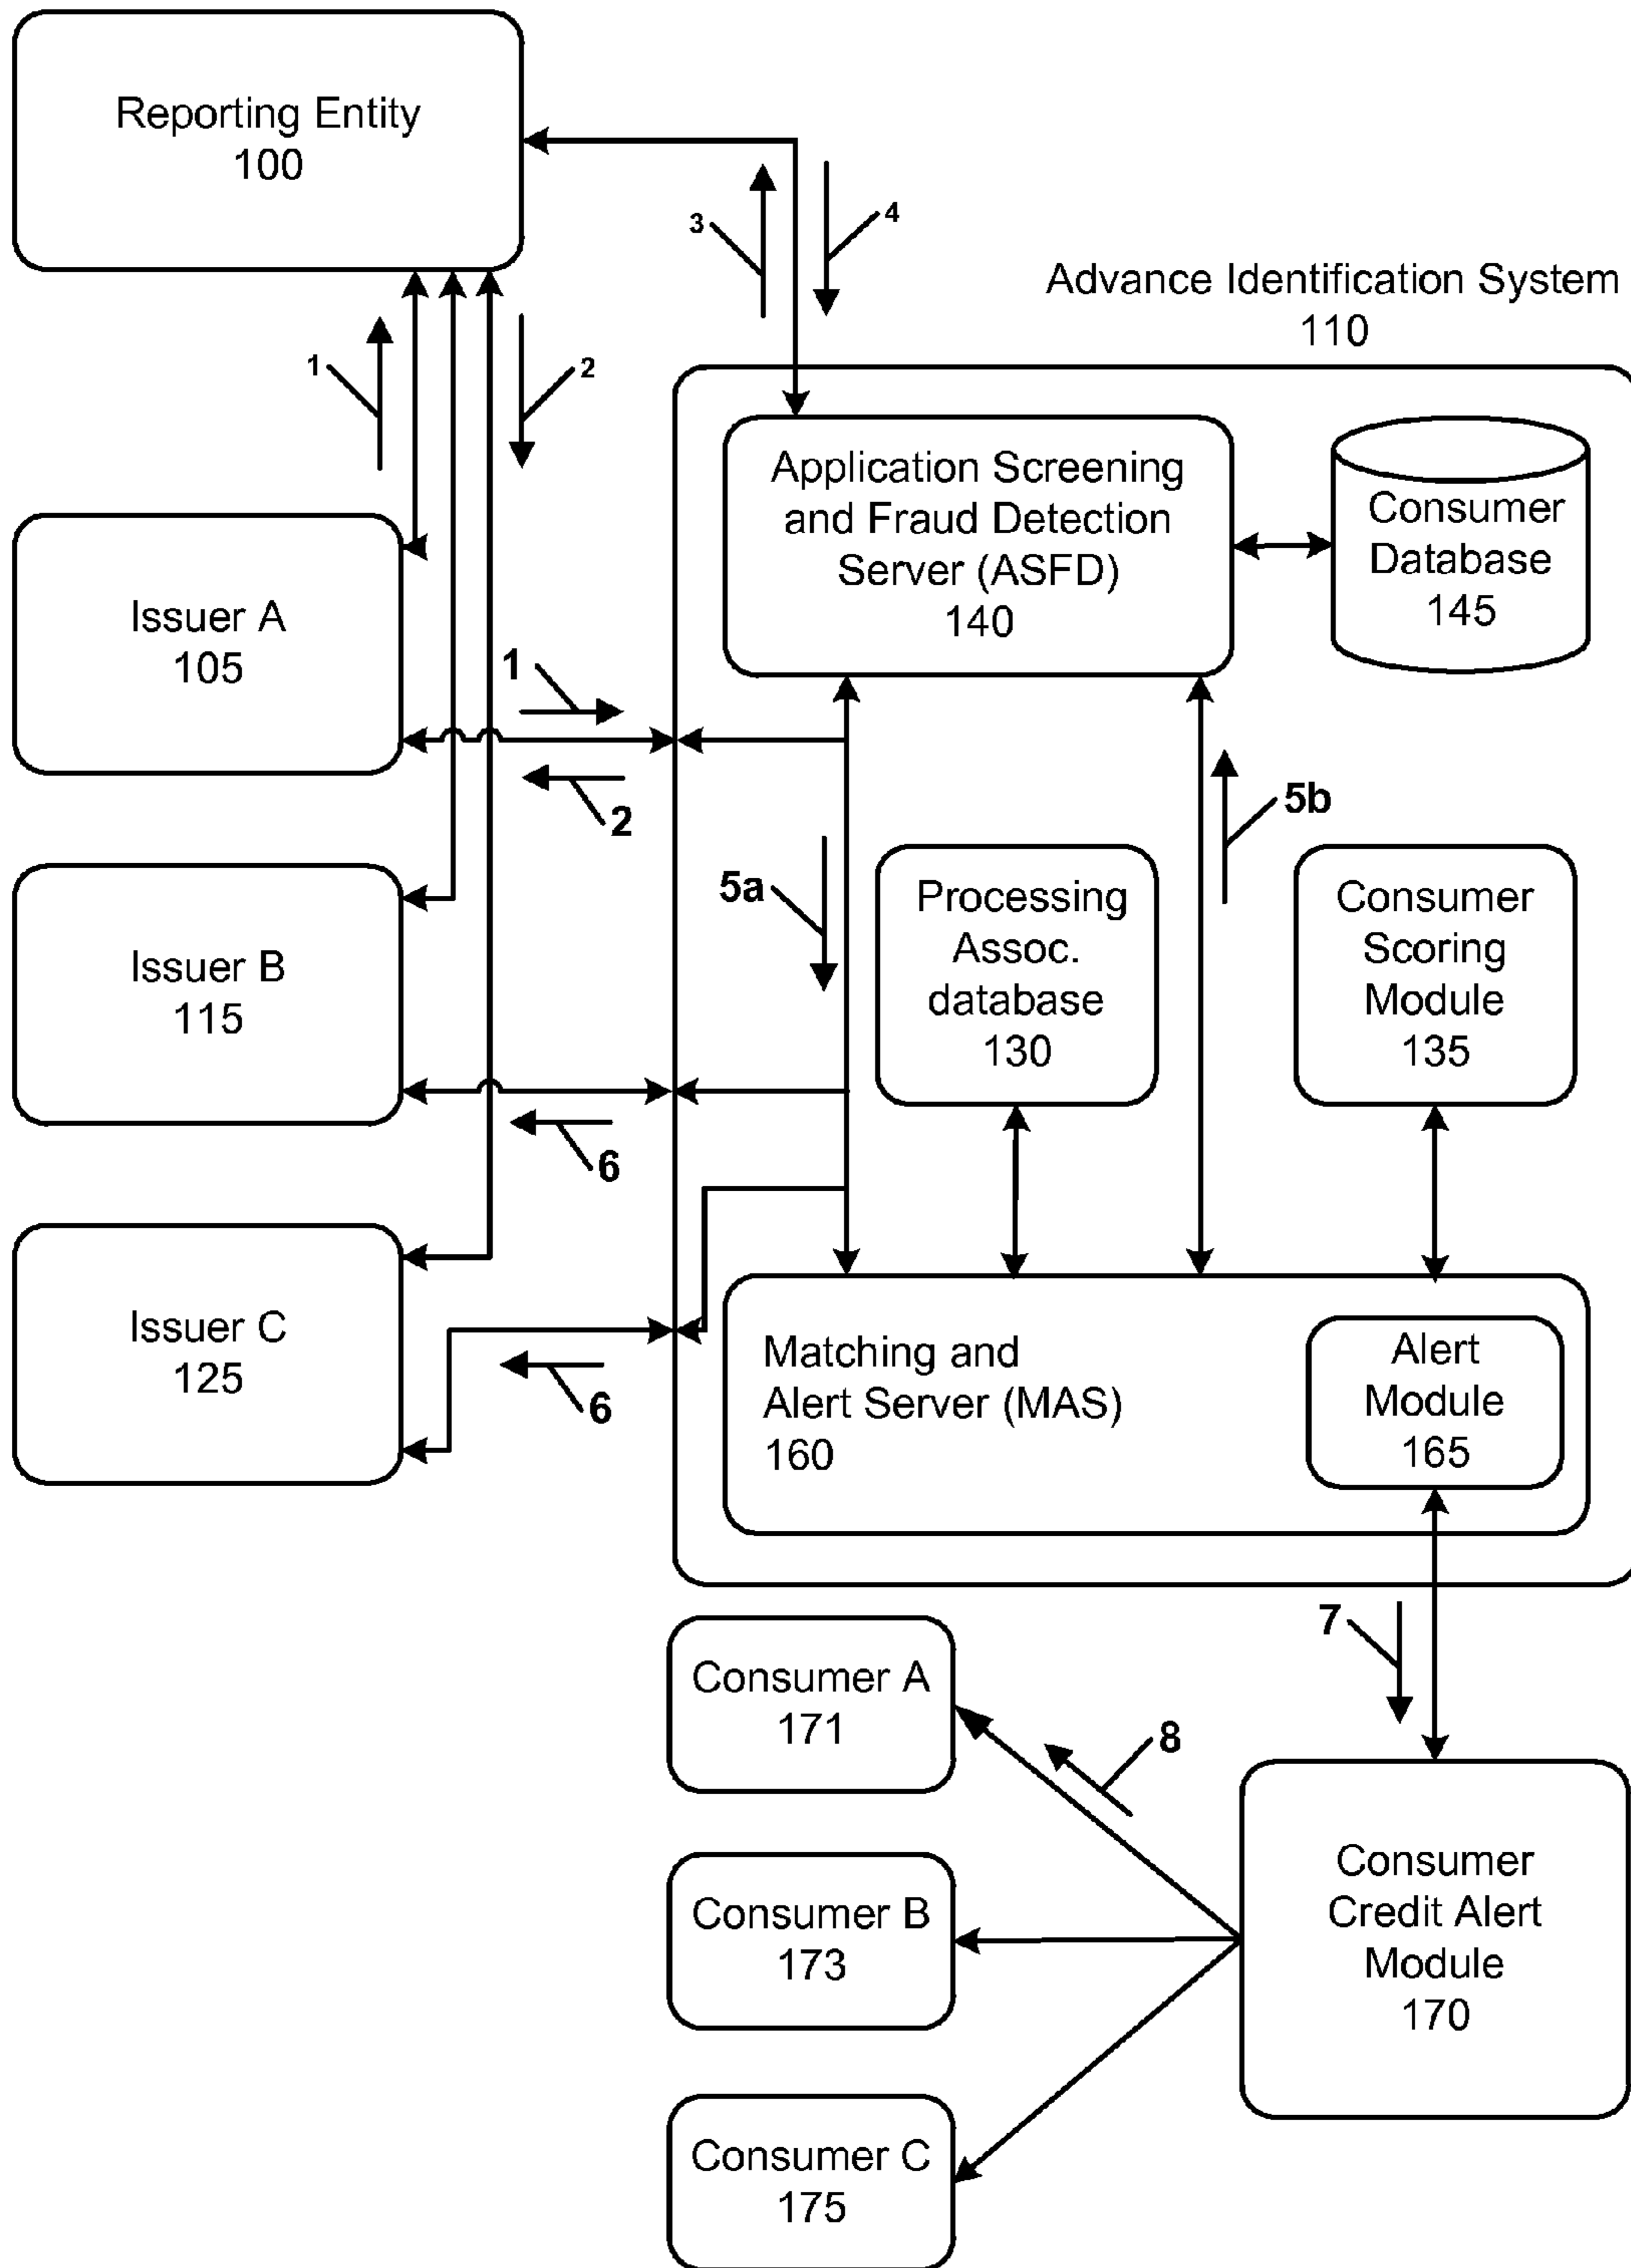 Reporting Entity
100
3
4
Advance Identification System
110
1
2
Application Screening
and Fraud Detection
Server (ASFD)
140
Consumer
Database
145
Issuer A
105
1
2
5b
5a
Processing
Assoc.
database
130
Consumer
Scoring
Module
135
Issuer B
115
6
Issuer C
125
6
Matching and
Alert Server (MAS)
160
Alert
Module
165
7
Consumer A
171
8
Consumer B
173
Consumer
Credit Alert
Module
170
Consumer C
175